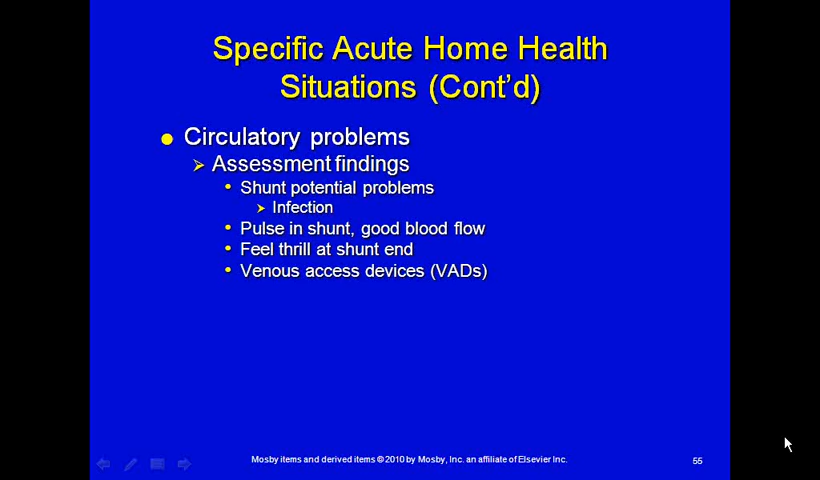 Specific Acute Home Health
Situations (Cont’d)
Circulatory problems
Assessment findings
Shunt potential problems
Infection
Pulse in shunt, good blood flow
Feel thrill at shunt end
Venous access devices (VADs)
Mosby items and derived items © 2010 by Mosby, Inc. an affiliate of Elsevier Inc.
55